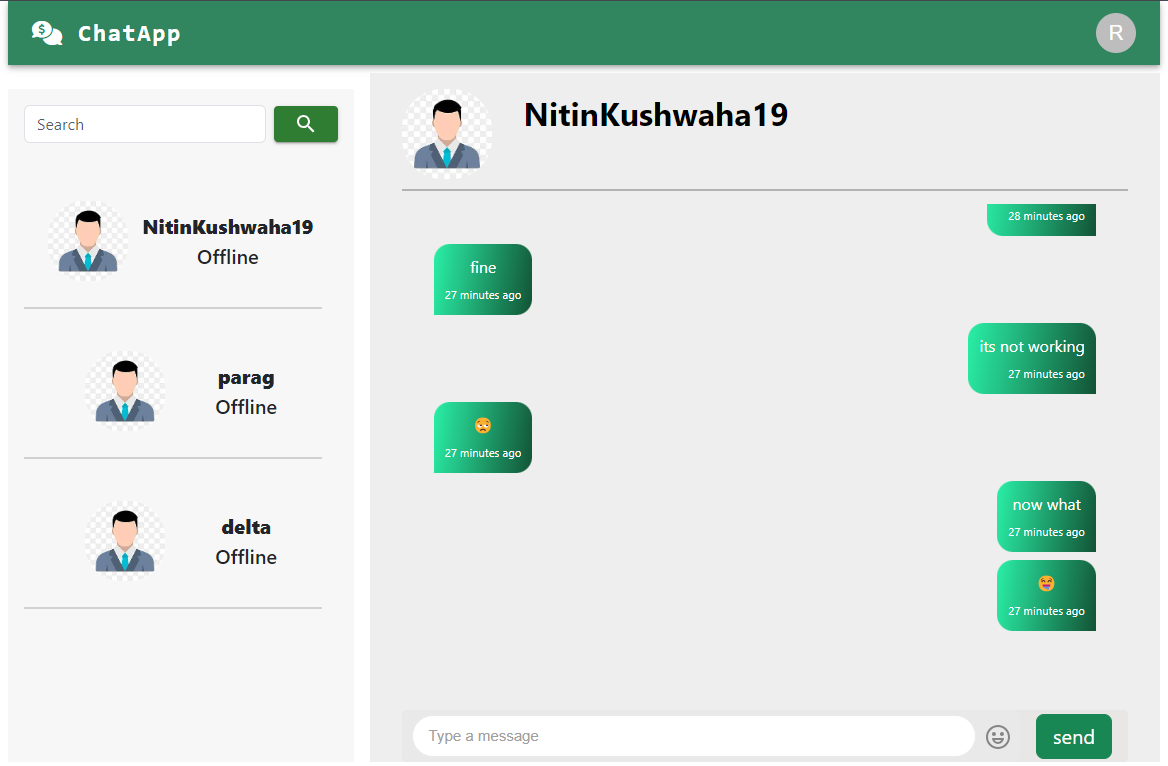 ChatApp
R
Search
NitinKushwaha19
Offline
parag
Offline
delta
Offline
NitinKushwaha19
28 minutes ago
fine
27 minutes ago
its not working
27 minutes ago
27 minutes ago
now what
27 minutes ago
27 minutes ago
Type a message
send